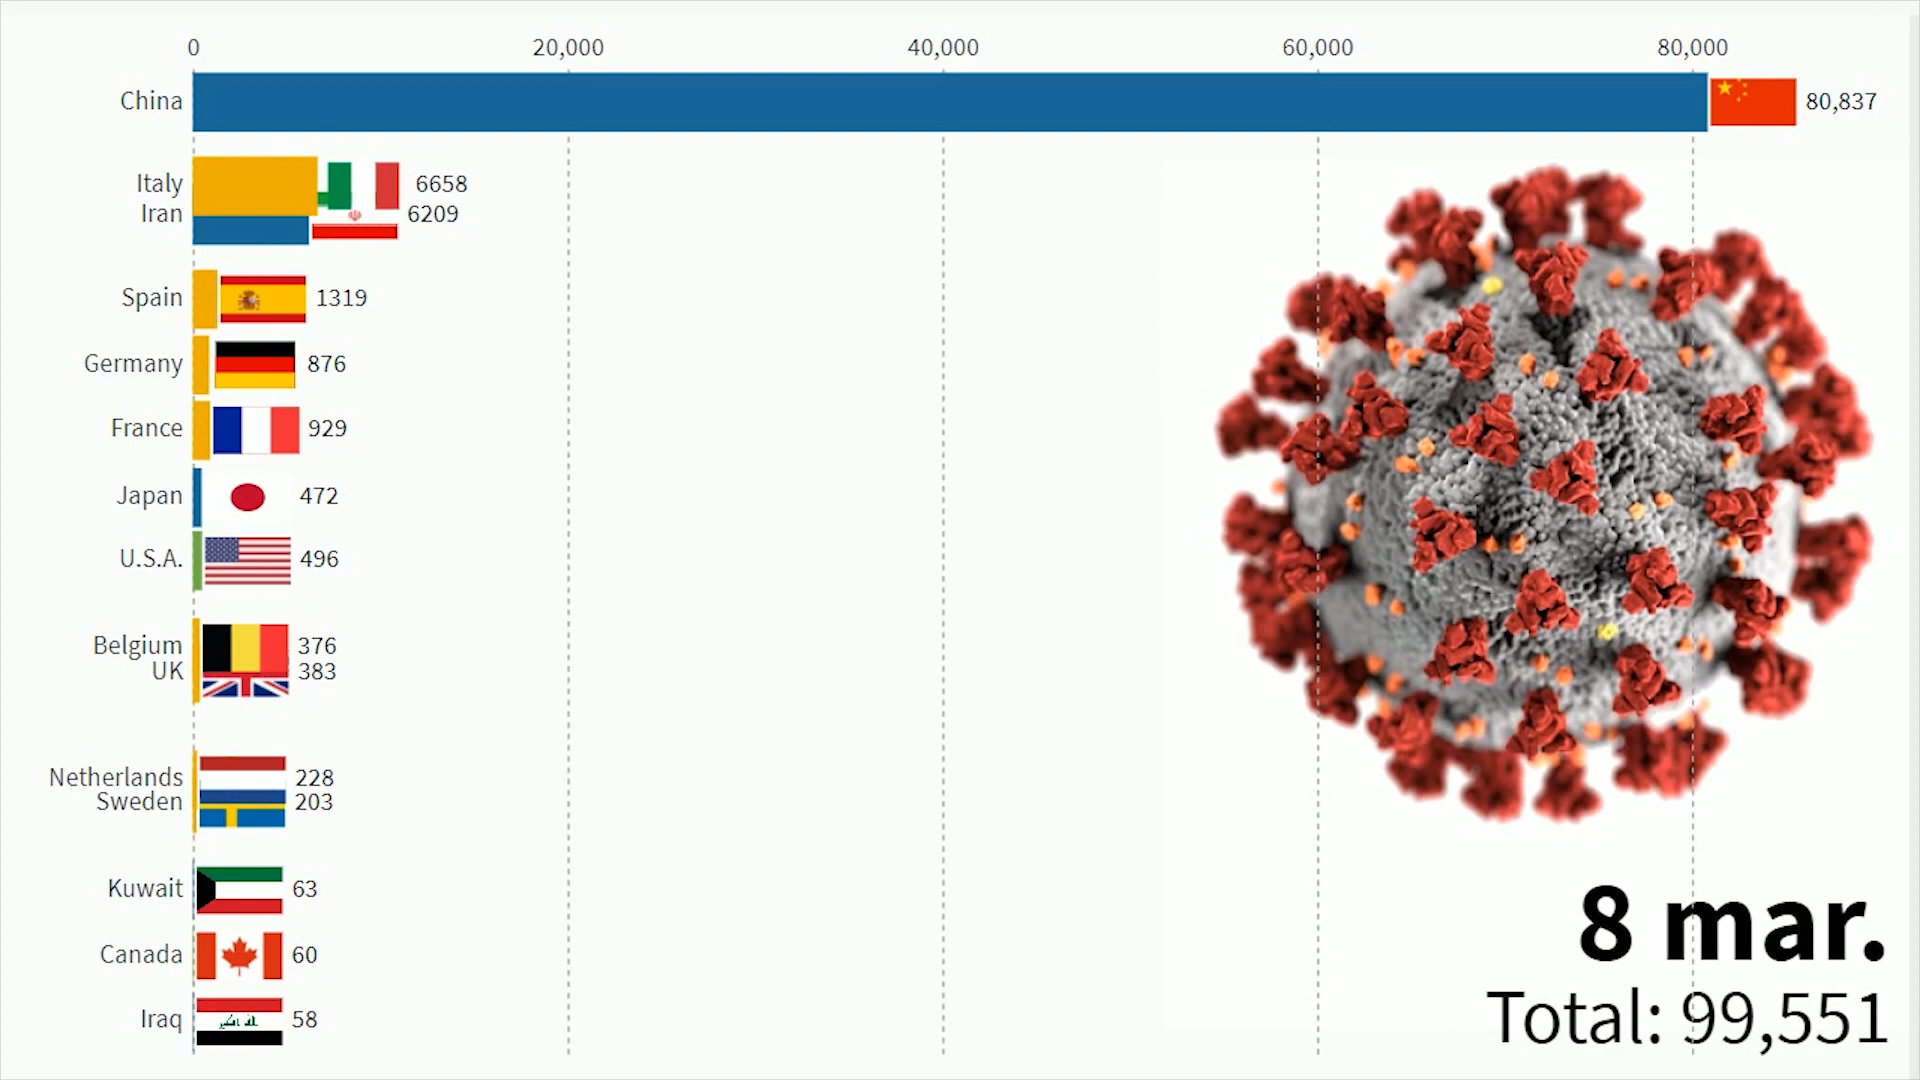 0 20,000 40,000 60,000 80,000
China 80,837
Italy 6658
Iran 6209
Spain 1319
Germany 876
France 929
Japan 472
U.S.A. 496
Belgium 376
UK 383
Netherlands 228
Sweden 203
Kuwait 63
Canada 60
Iraq 58
8 mar.
Total: 99,551